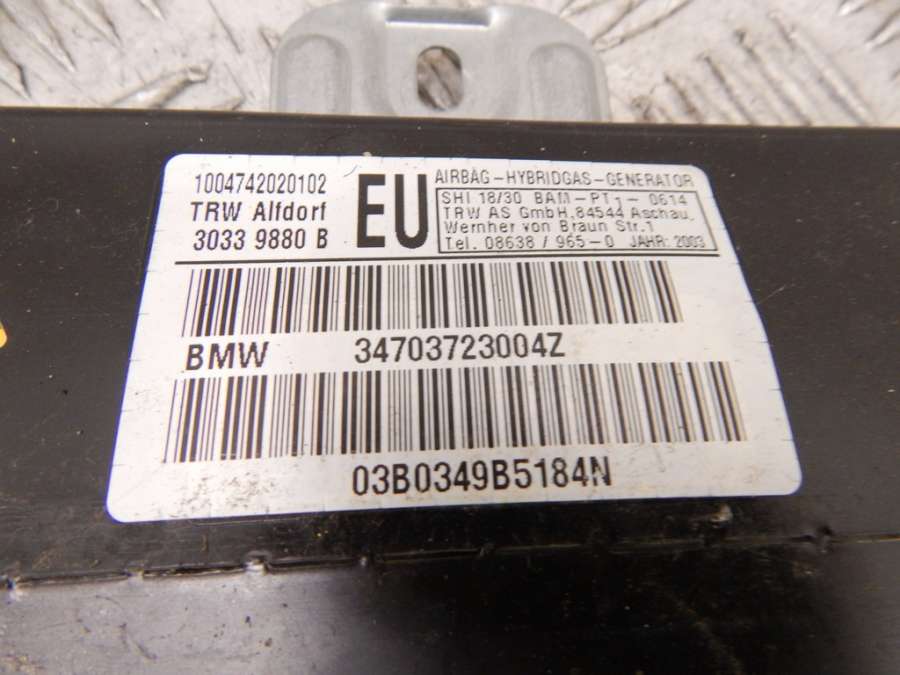 1004742020102
TRW Alfdorf
3033 9880 B
EU
AIRBAG-HYBRIDGAS-GENERATOR
SHI 18/30 BAM-PT1- 0614
TRW AS GmbH,84544 Aschau,
Wernher von Braun Str.1
Tel. 08638 / 965-0 JAHR: 2003
BMW 34703723004Z
03B0349B5184N